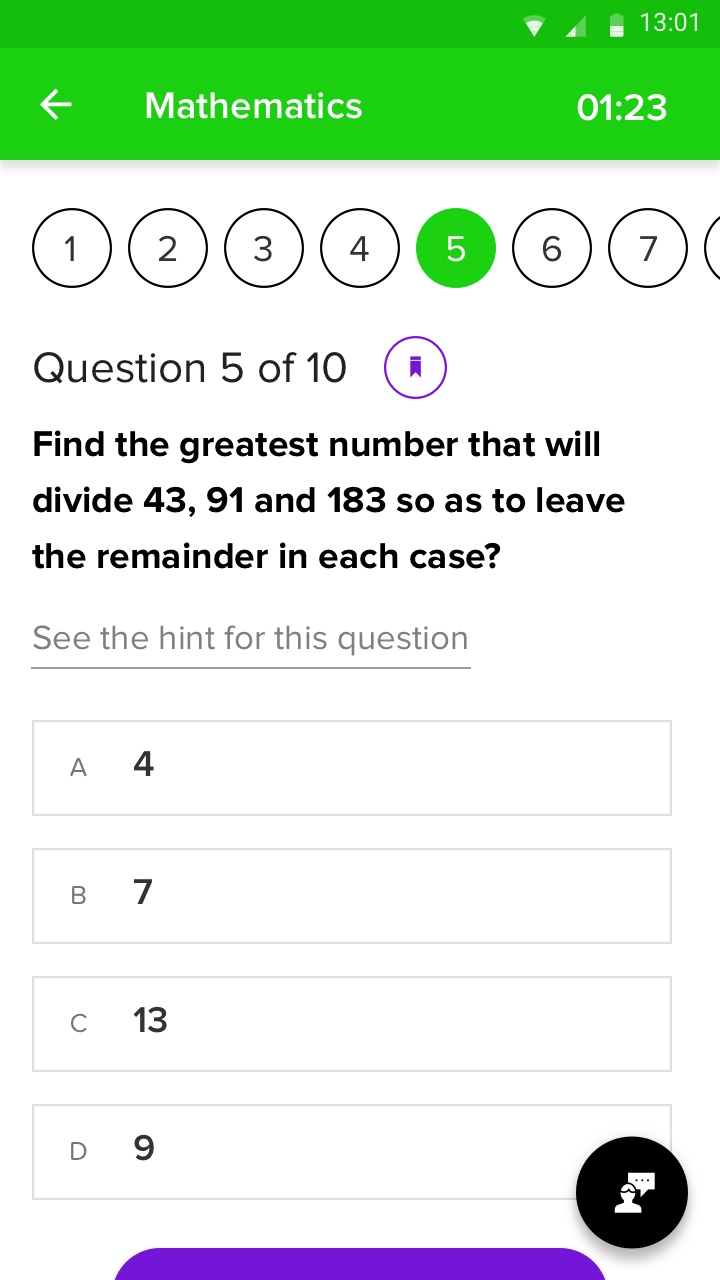 13:01
Mathematics 01:23
1 2 3 4 5 6 7
Question 5 of 10
Find the greatest number that will
divide 43, 91 and 183 so as to leave
the remainder in each case?
See the hint for this question
A 4
B 7
C 13
D 9